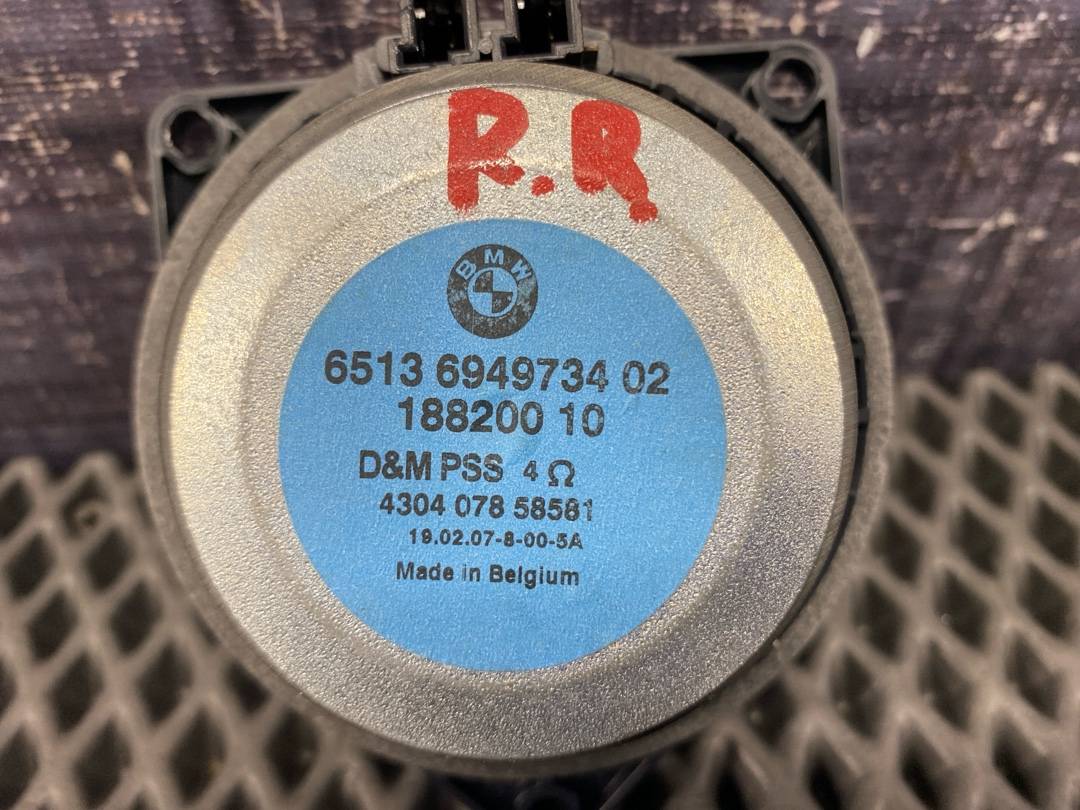 R.R.
BMW
6513 6949734 02
188200 10
D&M PSS 4 Ω
4304 078 58581
19.02.07-8-00-5A
Made in Belgium